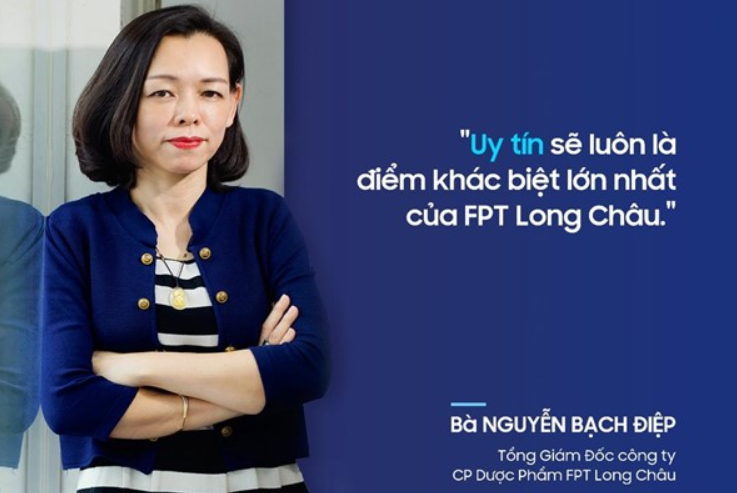 "Uy tín sẽ luôn là
điểm khác biệt lớn nhất
của FPT Long Châu."
Bà NGUYỄN BẠCH ĐIỆP
Tổng Giám Đốc công ty
CP Dược Phẩm FPT Long Châu